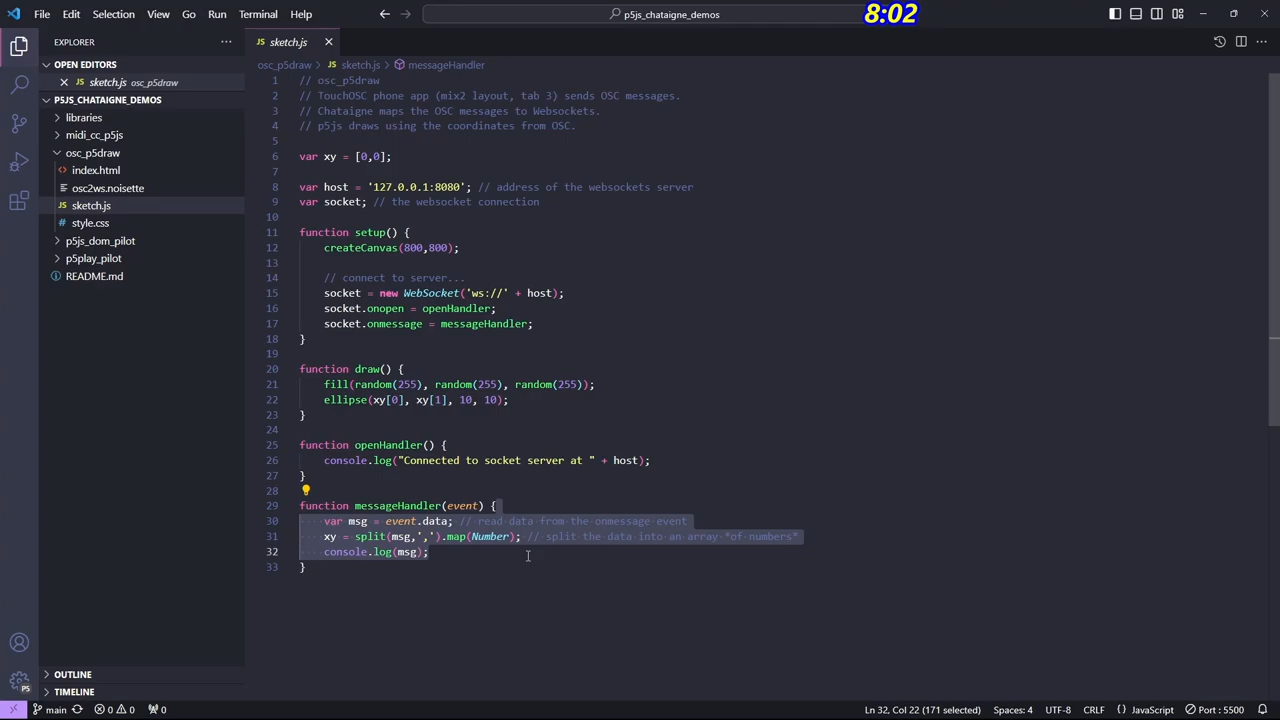 File Edit Selection View Go Run Terminal Help
p5js_chataigne_demos
8:02
EXPLORER
OPEN EDITORS
JS sketch.js osc_p5draw
P5JS_CHATAIGNE_DEMOS
libraries
midi_cc_p5js
osc_p5draw
index.html
osc2ws.noisette
JS sketch.js
# style.css
p5js_dom_pilot
p5play_pilot
README.md
OUTLINE
TIMELINE
JS sketch.js
osc_p5draw > JS sketch.js > messageHandler
1 // osc_p5draw
2 // TouchOSC phone app (mix2 layout, tab 3) sends OSC messages.
3 // Chataigne maps the OSC messages to Websockets.
4 // p5js draws using the coordinates from OSC.
5
6 var xy = [0,0];
7
8 var host = '127.0.0.1:8080'; // address of the websockets server
9 var socket; // the websocket connection
10
11 function setup() {
12 createCanvas(800,800);
13
14 // connect to server...
15 socket = new WebSocket('ws://' + host);
16 socket.onopen = openHandler;
17 socket.onmessage = messageHandler;
18 }
19
20 function draw() {
21 fill(random(255), random(255), random(255));
22 ellipse(xy[0], xy[1], 10, 10);
23 }
24
25 function openHandler() {
26 console.log("Connected to socket server at " + host);
27 }
28
29 function messageHandler(event) {
30 var msg = event.data; // read data from the onmessage event
31 xy = split(msg,',').map(Number); // split the data into an array *of numbers*
32 console.log(msg);
33 }
P5
main 0 0 0 Ln 32, Col 22 (171 selected) Spaces: 4 UTF-8 CRLF {} JavaScript Port : 5500